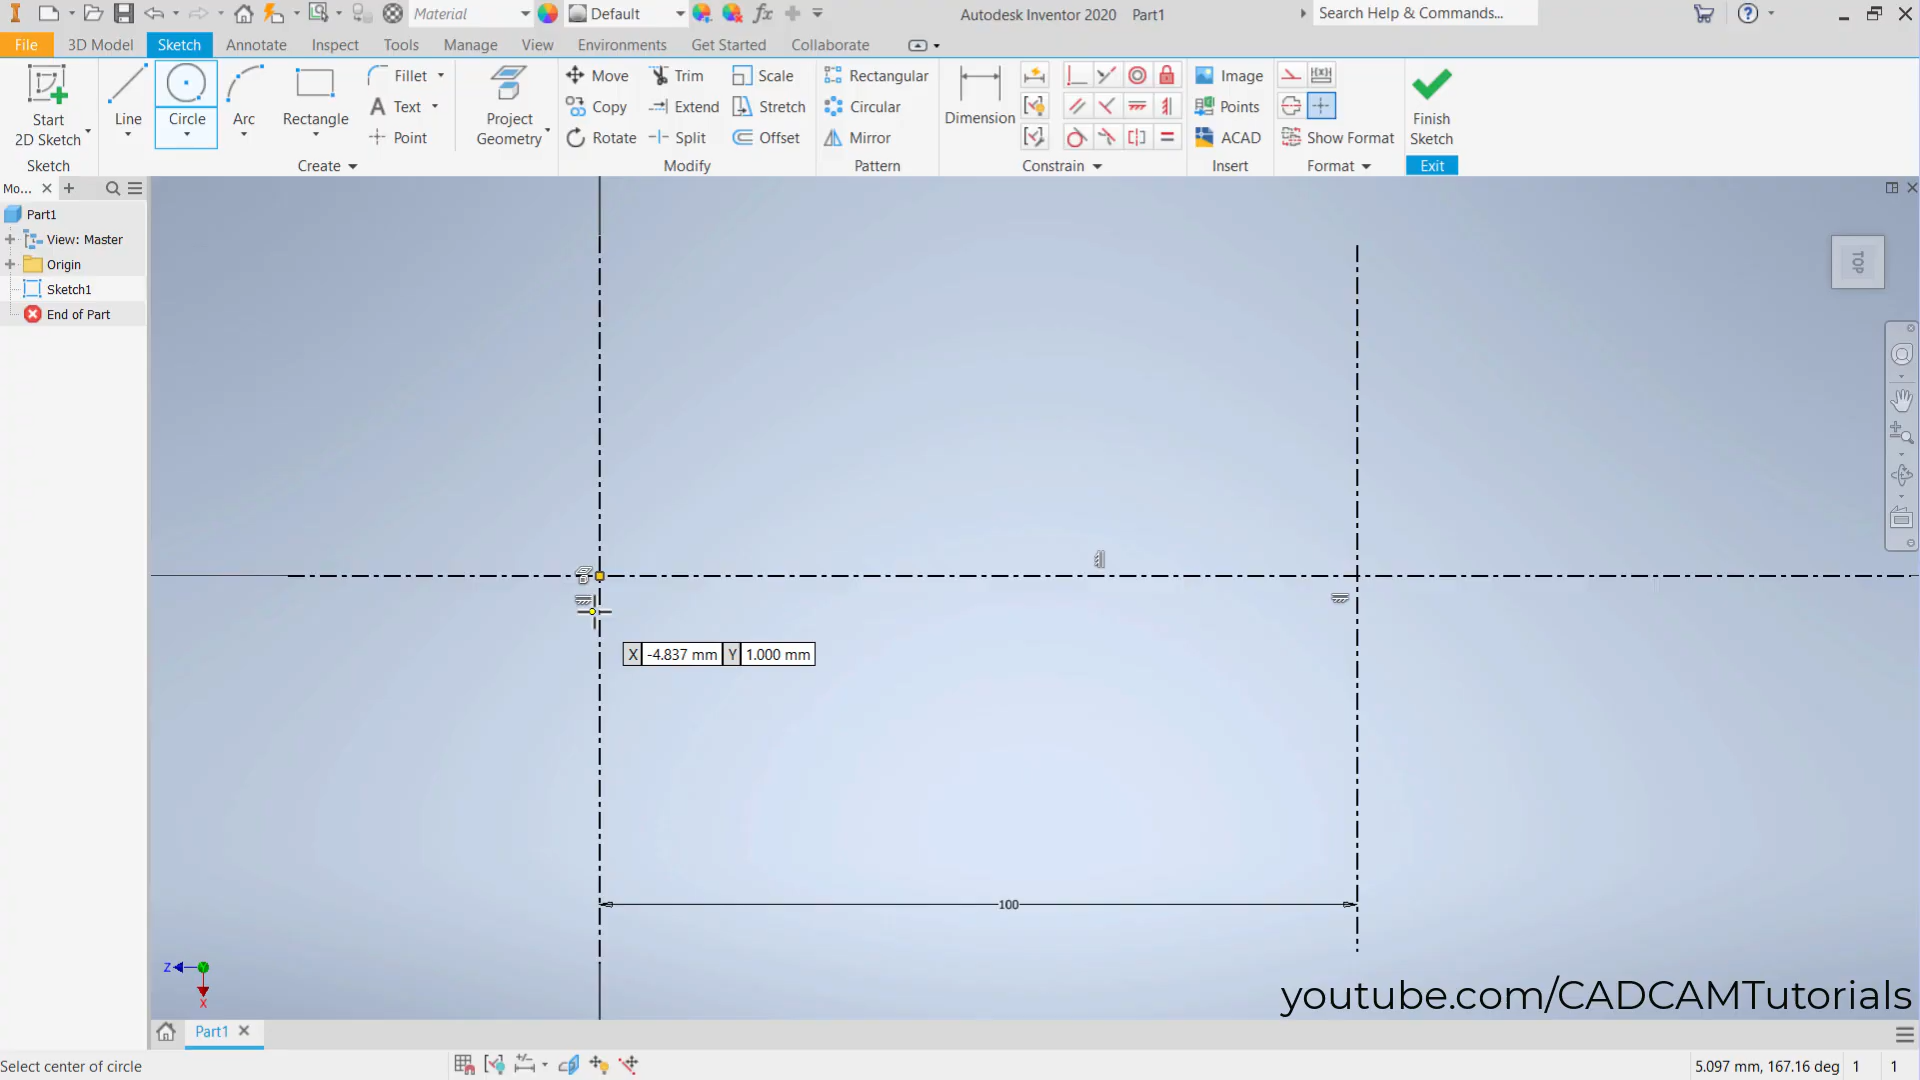 Material
Default
Autodesk Inventor 2020 Part1
Search Help & Commands...
File
3D Model
Sketch
Annotate
Inspect
Tools
Manage
View
Environments
Get Started
Collaborate
Start
2D Sketch
Line
Circle
Arc
Rectangle
Fillet
Text
Point
Project
Geometry
Move
Copy
Rotate
Trim
Extend
Split
Scale
Stretch
Offset
Rectangular
Circular
Mirror
Dimension
Image
Points
ACAD
Show Format
Finish
Sketch
Sketch
Create
Modify
Pattern
Constrain
Insert
Format
Exit
Mo...
Part1
View: Master
Origin
Sketch1
End of Part
TOP
X -4.837 mm Y 1.000 mm
100
Z
X
youtube.com/CADCAMTutorials
Part1
Select center of circle
5.097 mm, 167.16 deg 1 1